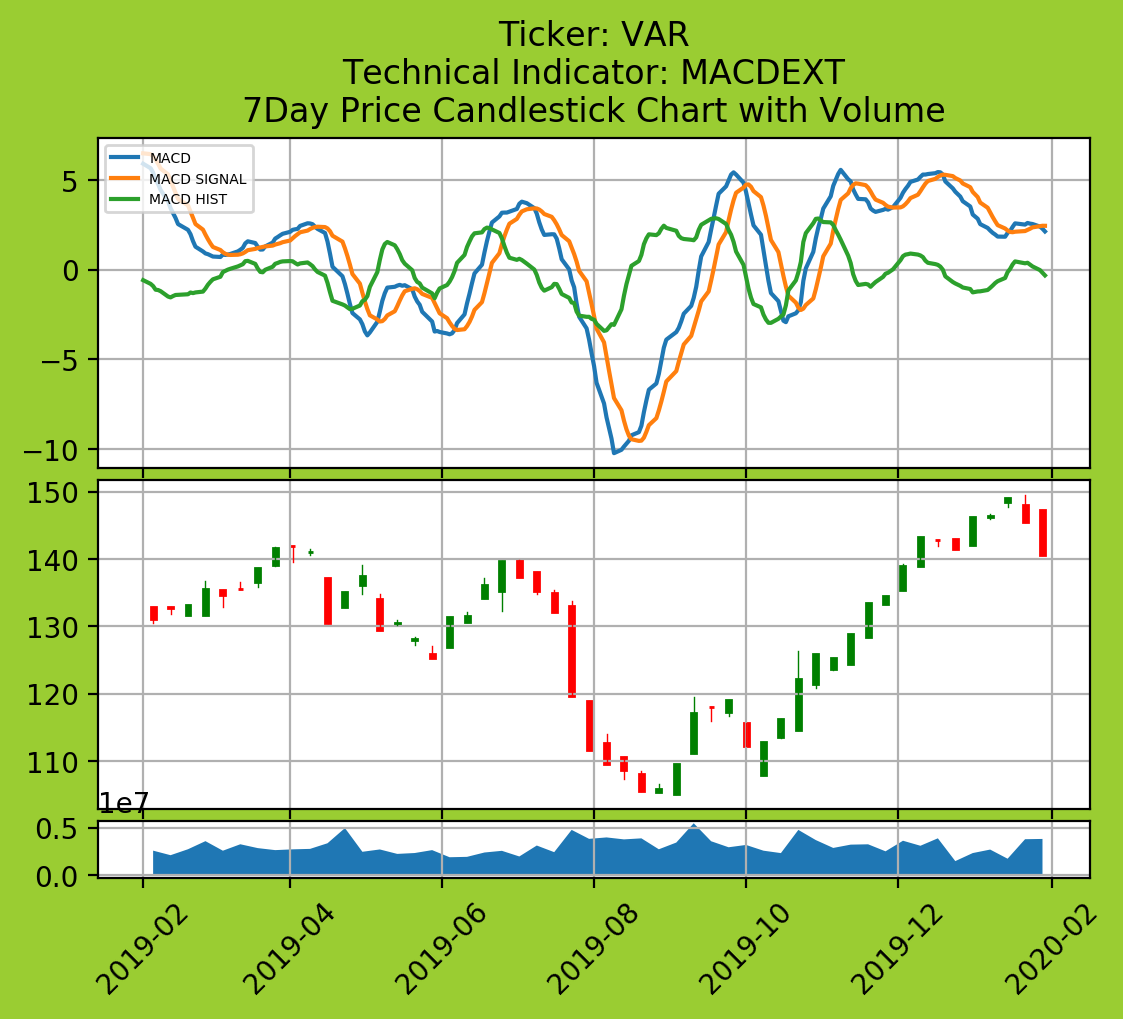 Ticker: VAR
Technical Indicator: MACDEXT
7Day Price Candlestick Chart with Volume
MACD
MACD SIGNAL
MACD HIST
5
0
−5
−10
150
140
130
120
110
1e7
0.5
0.0
2019-02
2019-04
2019-06
2019-08
2019-10
2019-12
2020-02